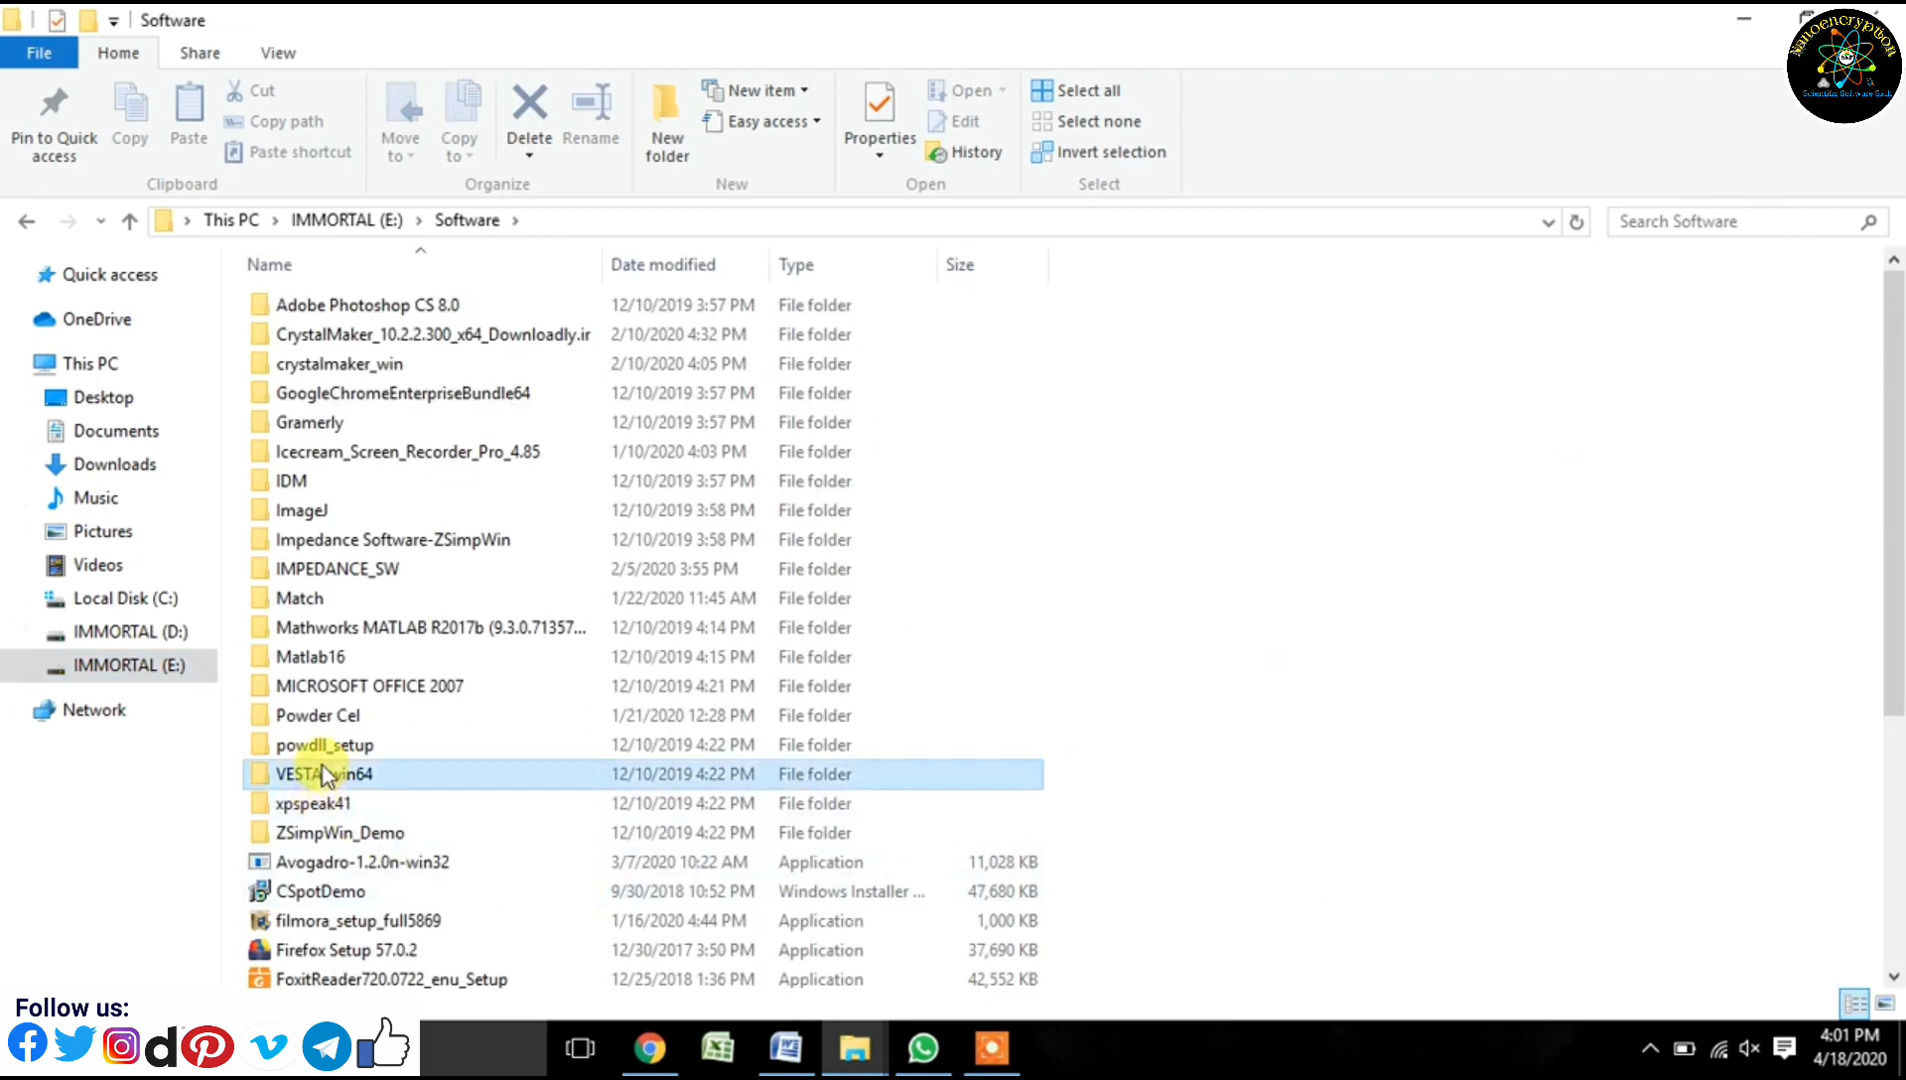 Software
File Home Share View
Pin to Quick access
Copy
Paste
Cut
Copy path
Paste shortcut
Clipboard
Move to
Copy to
Delete
Rename
Organize
New folder
New item
Easy access
New
Properties
Open
Edit
History
Open
Select all
Select none
Invert selection
Select
Nanoencryption
SKP
This PC > IMMORTAL (E:) > Software >
Search Software
Quick access
OneDrive
This PC
Desktop
Documents
Downloads
Music
Pictures
Videos
Local Disk (C:)
IMMORTAL (D:)
IMMORTAL (E:)
Network
Name Date modified Type Size
Adobe Photoshop CS 8.0 12/10/2019 3:57 PM File folder
CrystalMaker_10.2.2.300_x64_Downloadly.ir 2/10/2020 4:32 PM File folder
crystalmaker_win 2/10/2020 4:05 PM File folder
GoogleChromeEnterpriseBundle64 12/10/2019 3:57 PM File folder
Gramerly 12/10/2019 3:57 PM File folder
Icecream_Screen_Recorder_Pro_4.85 1/10/2020 4:03 PM File folder
IDM 12/10/2019 3:57 PM File folder
ImageJ 12/10/2019 3:58 PM File folder
Impedance Software-ZSimpWin 12/10/2019 3:58 PM File folder
IMPEDANCE_SW 2/5/2020 3:55 PM File folder
Match 1/22/2020 11:45 AM File folder
Mathworks MATLAB R2017b (9.3.0.71357... 12/10/2019 4:14 PM File folder
Matlab16 12/10/2019 4:15 PM File folder
MICROSOFT OFFICE 2007 12/10/2019 4:21 PM File folder
Powder Cel 1/21/2020 12:28 PM File folder
powdll_setup 12/10/2019 4:22 PM File folder
VESTA-win64 12/10/2019 4:22 PM File folder
xpspeak41 12/10/2019 4:22 PM File folder
ZSimpWin_Demo 12/10/2019 4:22 PM File folder
Avogadro-1.2.0n-win32 3/7/2020 10:22 AM Application 11,028 KB
CSpotDemo 9/30/2018 10:52 PM Windows Installer ... 47,680 KB
filmora_setup_full5869 1/16/2020 4:44 PM Application 1,000 KB
Firefox Setup 57.0.2 12/30/2017 3:50 PM Application 37,690 KB
FoxitReader720.0722_enu_Setup 12/25/2018 1:36 PM Application 42,552 KB
Follow us:
4:01 PM
4/18/2020